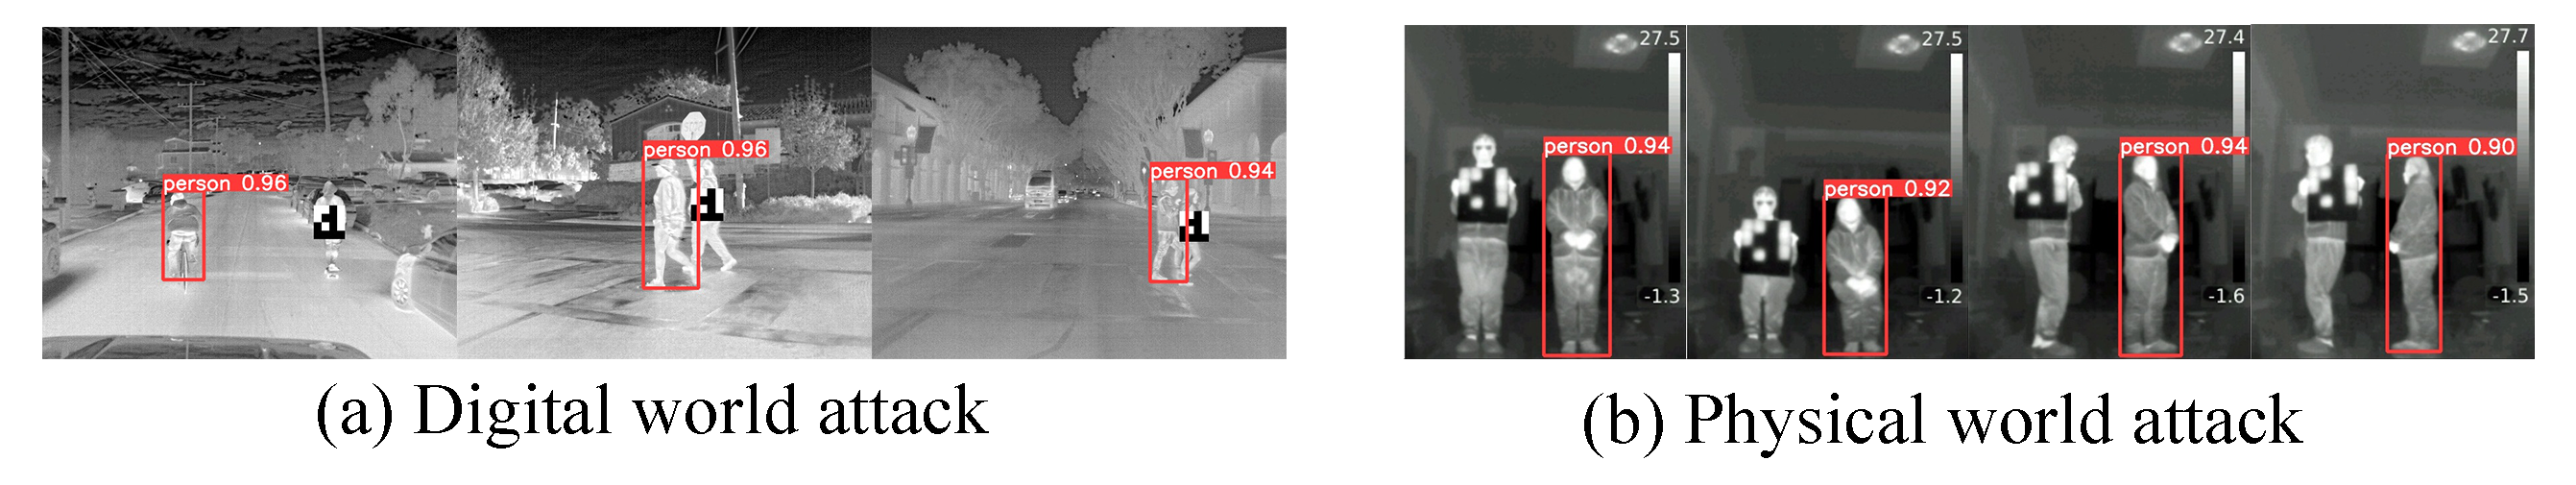 person 0.96
person 0.96
person 0.94
27.5
person 0.94
-1.3
27.5
person 0.92
-1.2
27.4
person 0.94
-1.6
27.7
person 0.90
-1.5
(a) Digital world attack
(b) Physical world attack